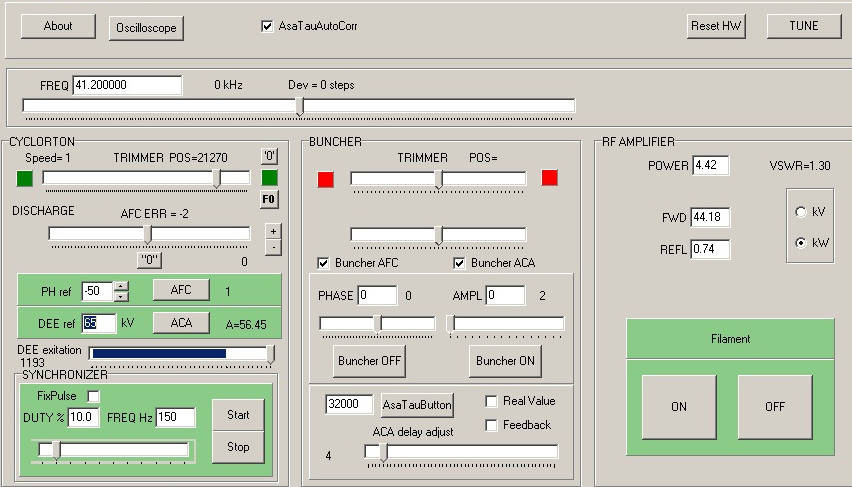 About
Oscilloscope
AsaTauAutoCorr
Reset HW
TUNE
FREQ 41.200000 0 kHz Dev = 0 steps
CYCLORTON
Speed= 1 TRIMMER POS=21270 '0'
F0
DISCHARGE
AFC ERR = -2
+
-
"0" 0
PH ref -50 AFC 1
DEE ref 65 kV ACA A=56.45
DEE exitation
1193
SYNCHRONIZER
FixPulse
DUTY % 10.0 FREQ Hz 150
Start
Stop
BUNCHER
TRIMMER POS=
Buncher AFC Buncher ACA
PHASE 0 0 AMPL 0 2
Buncher OFF Buncher ON
32000 AsaTauButton Real Value
Feedback
ACA delay adjust
4
RF AMPLIFIER
POWER 4.42 VSWR=1.30
FWD 44.18
REFL 0.74
kV
kW
Filament
ON OFF